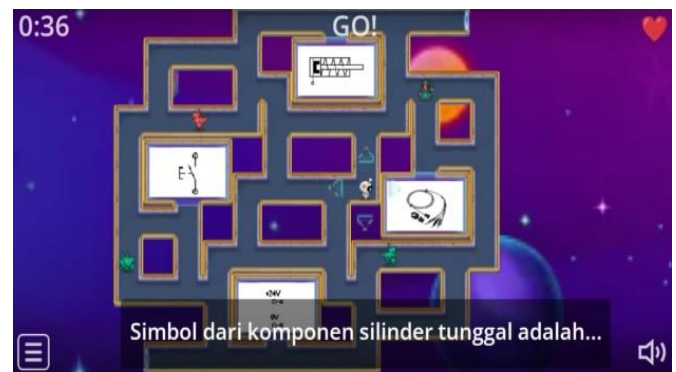 0:36
GO!
E
+24V
0V
Simbol dari komponen silinder tunggal adalah...